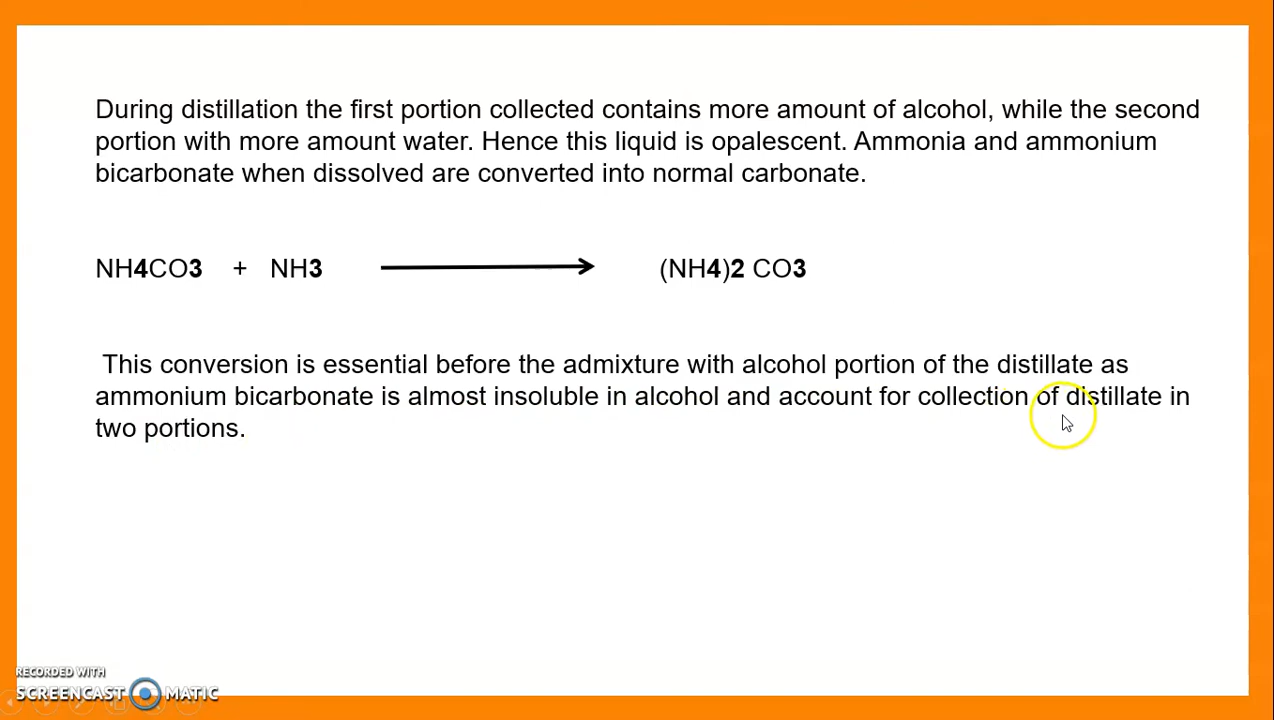 During distillation the first portion collected contains more amount of alcohol, while the second
portion with more amount water. Hence this liquid is opalescent. Ammonia and ammonium
bicarbonate when dissolved are converted into normal carbonate.
NH4CO3 + NH3 → (NH4)2 CO3
This conversion is essential before the admixture with alcohol portion of the distillate as
ammonium bicarbonate is almost insoluble in alcohol and account for collection of distillate in
two portions.
RECORDED WITH
SCREENCAST MATIC